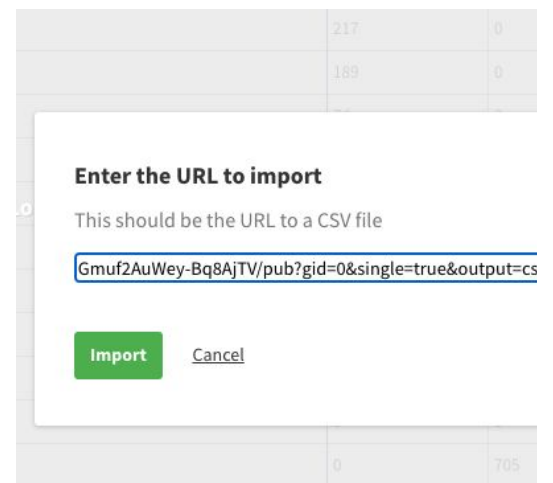 217 0
189 0
Enter the URL to import
This should be the URL to a CSV file
Gmuf2AuWey-Bq8AjTV/pub?gid=0&single=true&output=cs
Import Cancel
0 705